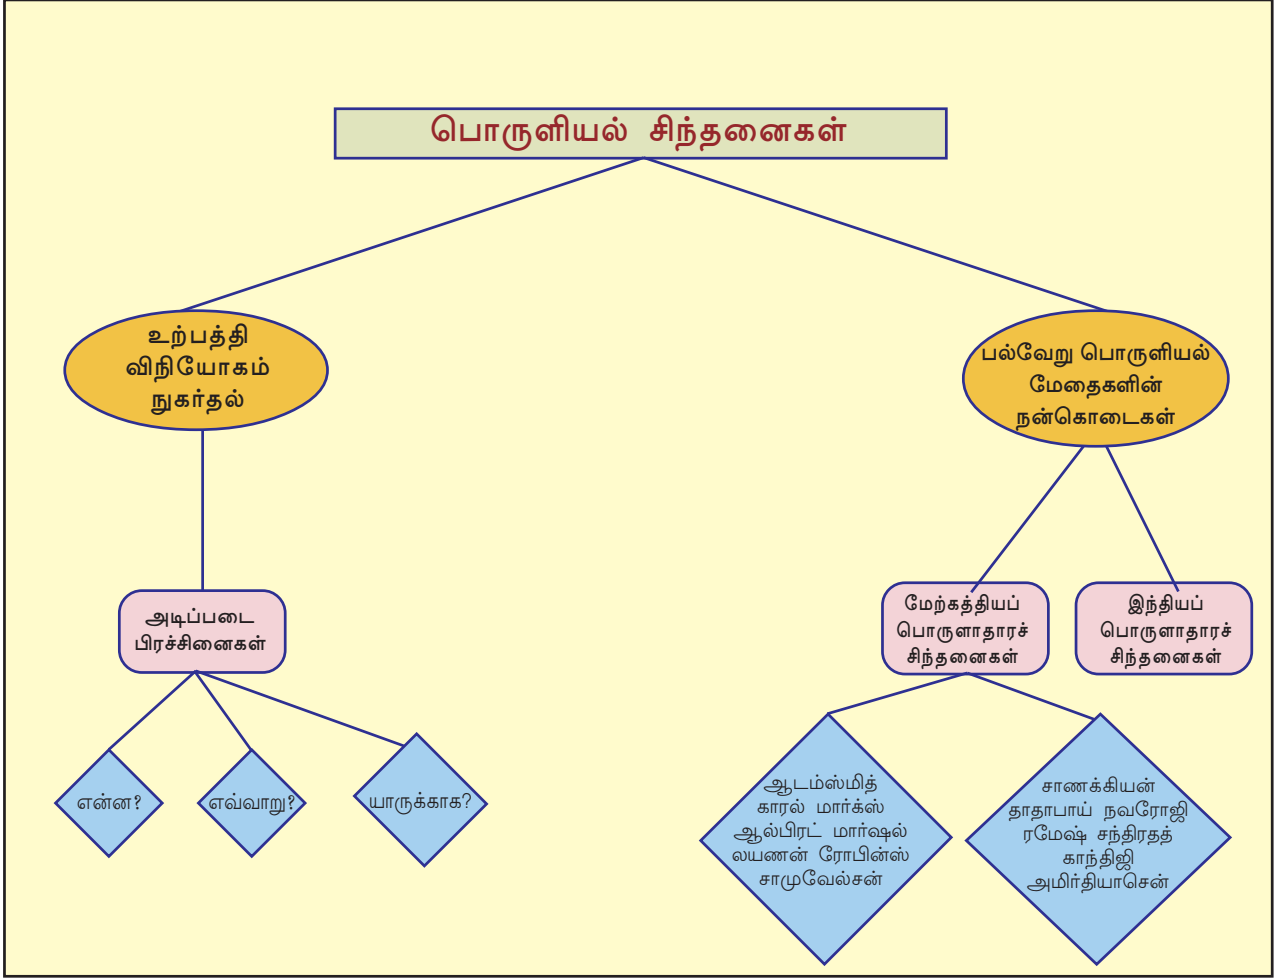 பொருளியல் சிந்தனைகள்
உற்பத்தி
விநியோகம்
நுகர்தல்
பல்வேறு பொருளியல்
மேதைகளின்
நன்கொடைகள்
அடிப்படை
பிரச்சினைகள்
மேற்கத்தியப்
பொருளாதாரச்
சிந்தனைகள்
இந்தியப்
பொருளாதாரச்
சிந்தனைகள்
என்ன?
எவ்வாறு?
யாருக்காக?
ஆடம்ஸ்மித்
காரல் மார்க்ஸ்
ஆல்பிரட் மார்ஷல்
லயணன் ரோபின்ஸ்
சாமுவேல்சன்
சாணக்கியன்
தாதாபாய் நவரோஜி
ரமேஷ் சந்திரதத்
காந்திஜி
அமிர்தியாசென்